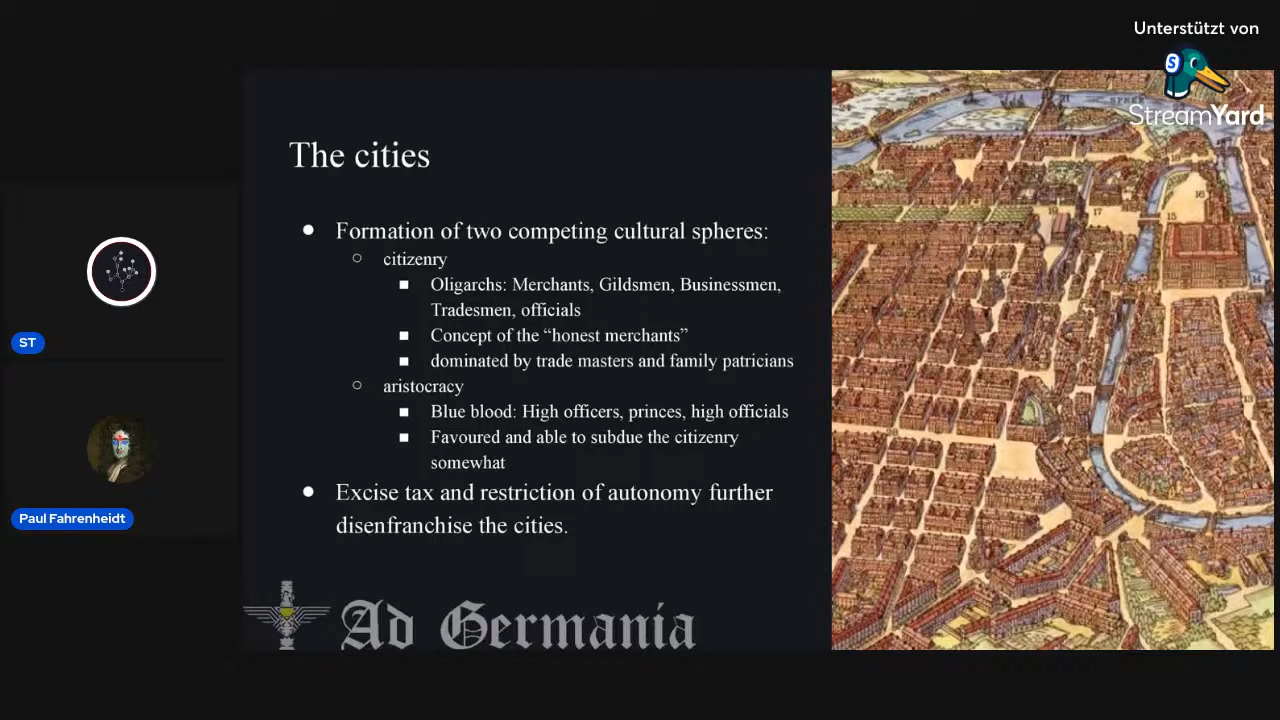 Unterstützt von
S
StreamYard
The cities
● Formation of two competing cultural spheres:
○ citizenry
■ Oligarchs: Merchants, Gildsmen, Businessmen,
Tradesmen, officials
■ Concept of the “honest merchants”
■ dominated by trade masters and family patricians
○ aristocracy
■ Blue blood: High officers, princes, high officials
■ Favoured and able to subdue the citizenry
somewhat
● Excise tax and restriction of autonomy further
disenfranchise the cities.
Ad Germania
ST
Paul Fahrenheidt
16
15
17